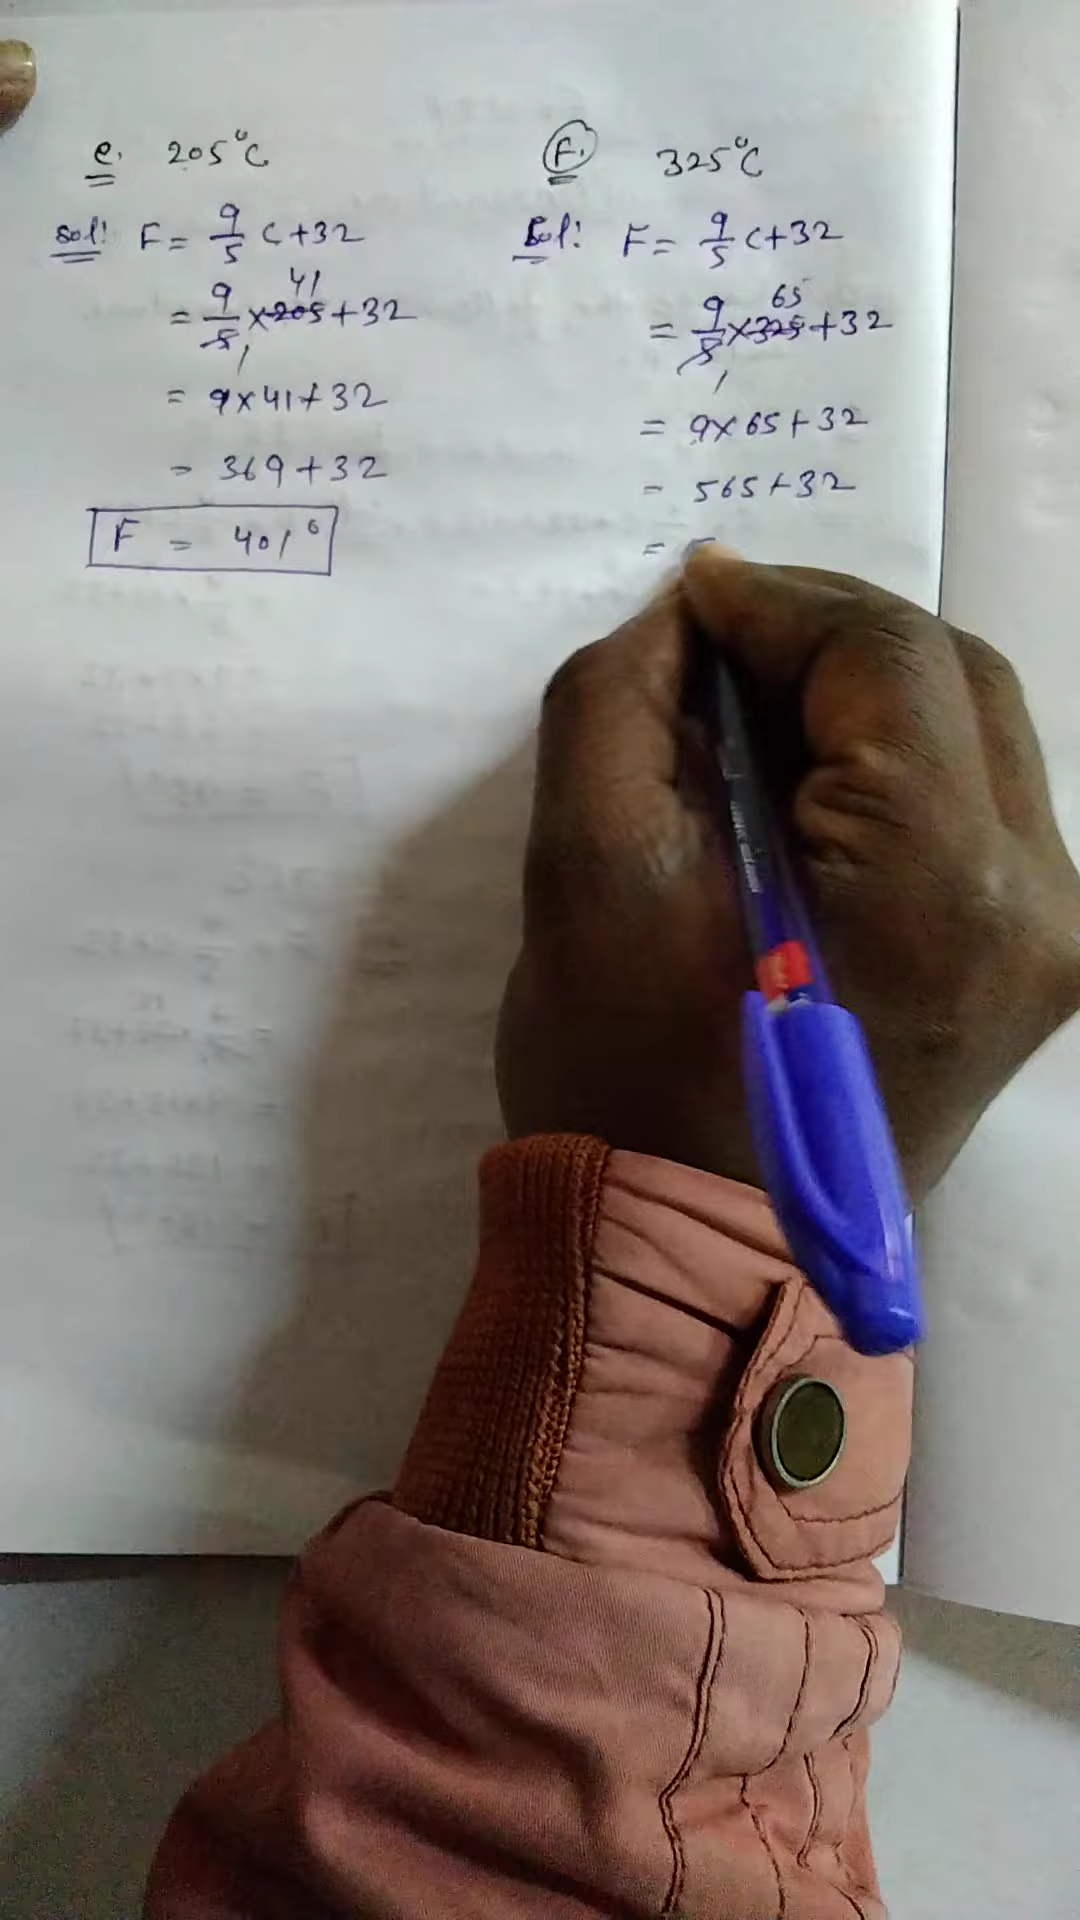 e. 205°C
Sol! F = 9/5 C + 32
41
= 9/5 × 205 + 32
1
= 9 × 41 + 32
= 369 + 32
F = 401°
F. 325°C
Sol! F = 9/5 C + 32
65
= 9/5 × 325 + 32
1
= 9 × 65 + 32
= 565 + 32
= 5